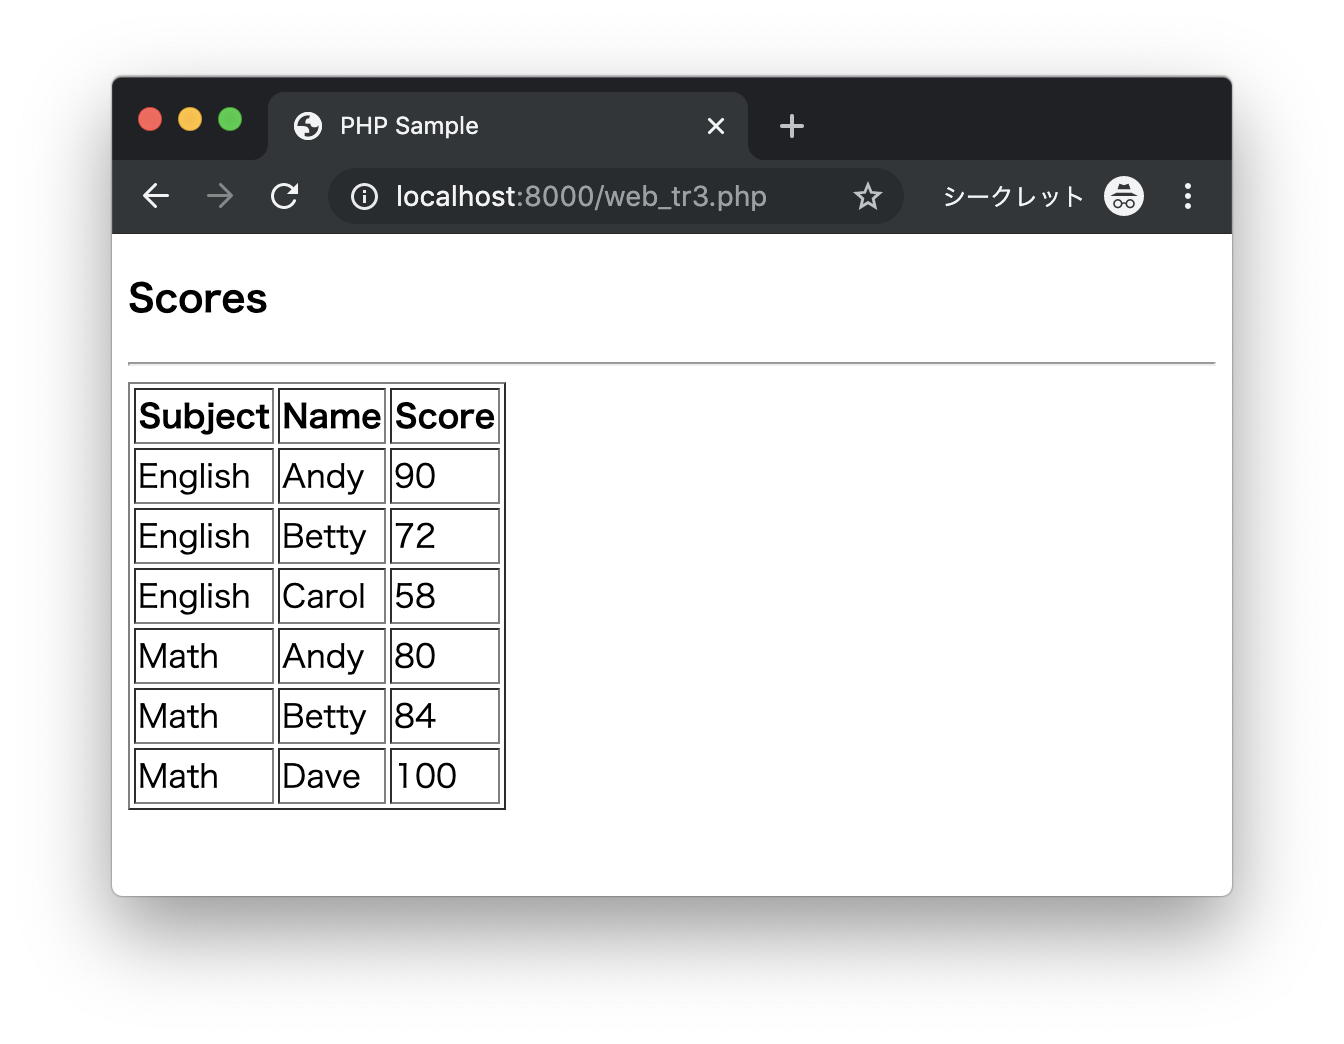 PHP Sample
localhost:8000/web_tr3.php シークレット
Scores
Subject Name Score
English Andy 90
English Betty 72
English Carol 58
Math Andy 80
Math Betty 84
Math Dave 100